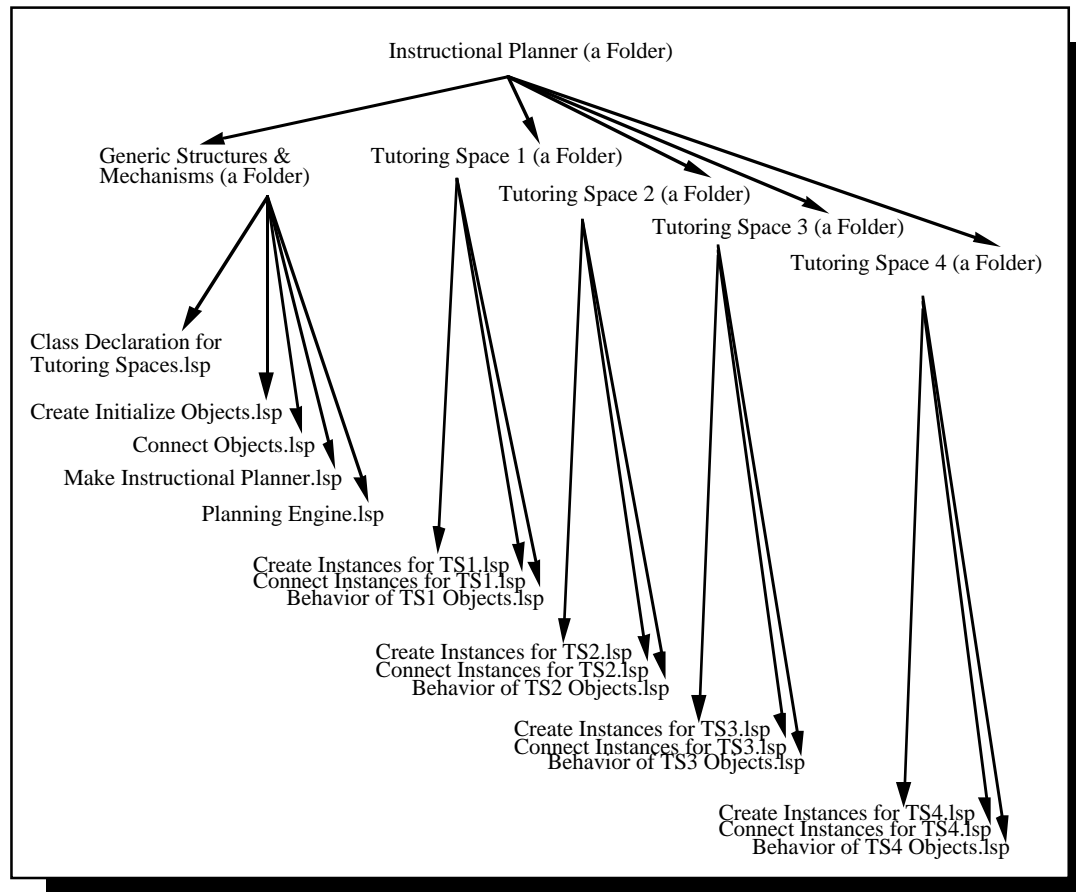 Instructional Planner (a Folder)
Generic Structures &
Mechanisms (a Folder)
Tutoring Space 1 (a Folder)
Tutoring Space 2 (a Folder)
Tutoring Space 3 (a Folder)
Tutoring Space 4 (a Folder)
Class Declaration for
Tutoring Spaces.lsp
Create Initialize Objects.lsp
Connect Objects.lsp
Make Instructional Planner.lsp
Planning Engine.lsp
Create Instances for TS1.lsp
Connect Instances for TS1.lsp
Behavior of TS1 Objects.lsp
Create Instances for TS2.lsp
Connect Instances for TS2.lsp
Behavior of TS2 Objects.lsp
Create Instances for TS3.lsp
Connect Instances for TS3.lsp
Behavior of TS3 Objects.lsp
Create Instances for TS4.lsp
Connect Instances for TS4.lsp
Behavior of TS4 Objects.lsp